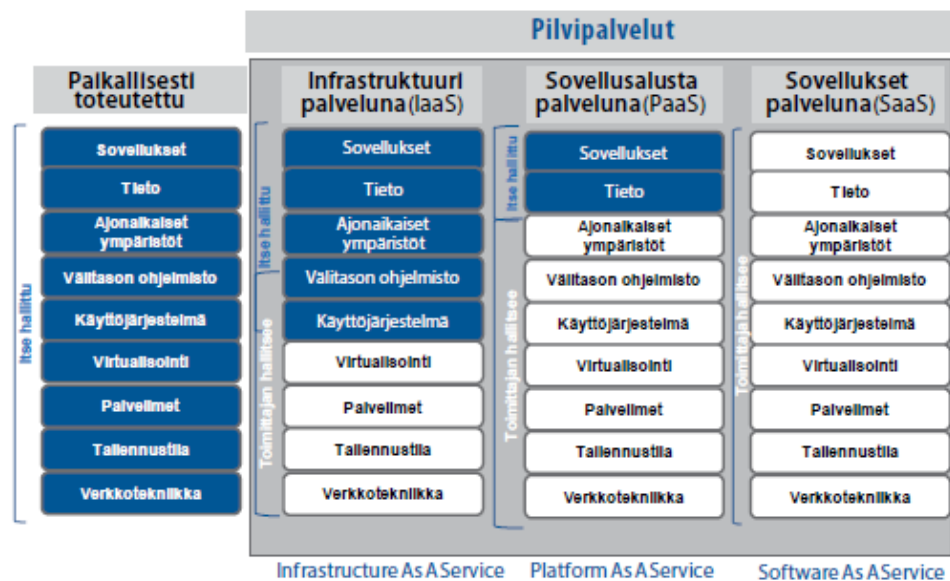 Pilvipalvelut
Paikallisesti
toteutettu
Itse hallittu
Sovellukset
Tieto
Ajonaikaiset
ympäristöt
Välitason ohjelmisto
Käyttöjärjestelmä
Virtualisointi
Palvelimet
Tallennustila
Verkkotekniikka
Infrastruktuuri
palveluna (IaaS)
Itse hallittu
Toimittajan hallitsee
Sovellukset
Tieto
Ajonaikaiset
ympäristöt
Välitason ohjelmisto
Käyttöjärjestelmä
Virtualisointi
Palvelimet
Tallennustila
Verkkotekniikka
Infrastructure As A Service
Sovellusalusta
palveluna (PaaS)
Itse hallittu
Toimittajan hallitsee
Sovellukset
Tieto
Ajonaikaiset
ympäristöt
Välitason ohjelmisto
Käyttöjärjestelmä
Virtualisointi
Palvelimet
Tallennustila
Verkkotekniikka
Platform As A Service
Sovellukset
palveluna (SaaS)
Toimittaja hallitsee
Sovellukset
Tieto
Ajonaikaiset
ympäristöt
Välitason ohjelmisto
Käyttöjärjestelmä
Virtualisointi
Palvelimet
Tallennustila
Verkkotekniikka
Software As A Service